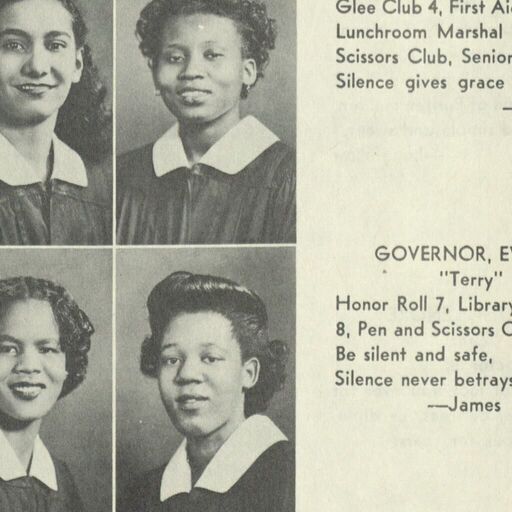 Glee Club 4, First Ai
Lunchroom Marshal
Scissors Club, Senior
Silence gives grace
—
GOVERNOR, E
"Terry"
Honor Roll 7, Library
8, Pen and Scissors C
Be silent and safe,
Silence never betrays
—James